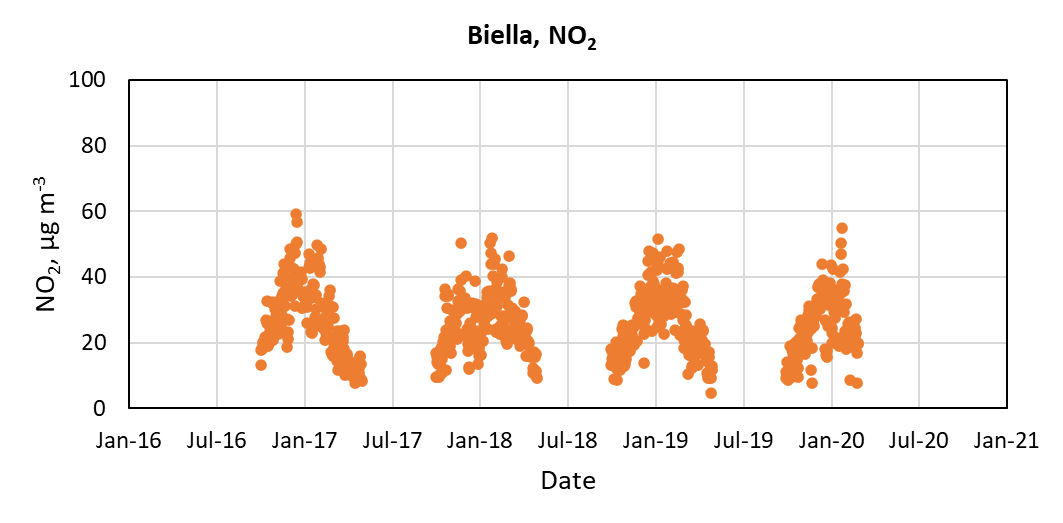 Biella, NO₂
100
80
60
40
20
0
NO₂, µg m⁻³
Jan-16 Jul-16 Jan-17 Jul-17 Jan-18 Jul-18 Jan-19 Jul-19 Jan-20 Jul-20 Jan-21
Date